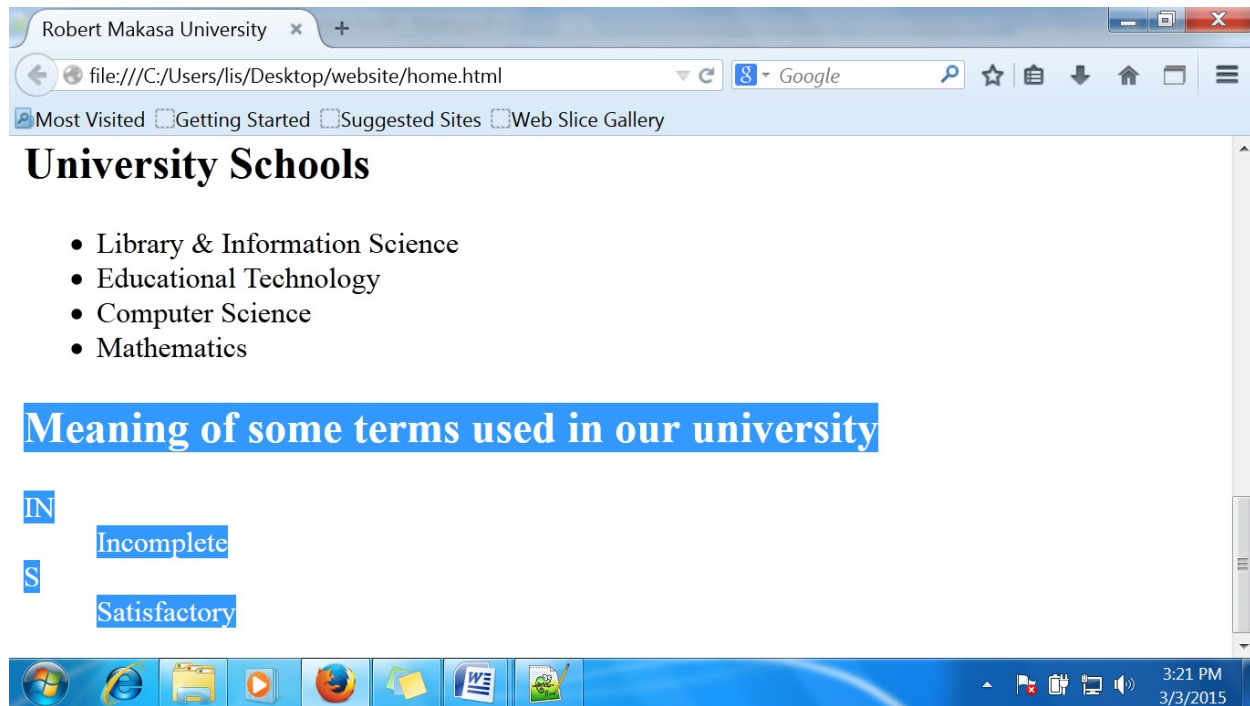 Robert Makasa University × +
file:///C:/Users/lis/Desktop/website/home.html 8 Google
Most Visited Getting Started Suggested Sites Web Slice Gallery
University Schools
• Library & Information Science
• Educational Technology
• Computer Science
• Mathematics
Meaning of some terms used in our university
IN
Incomplete
S
Satisfactory
3:21 PM
3/3/2015